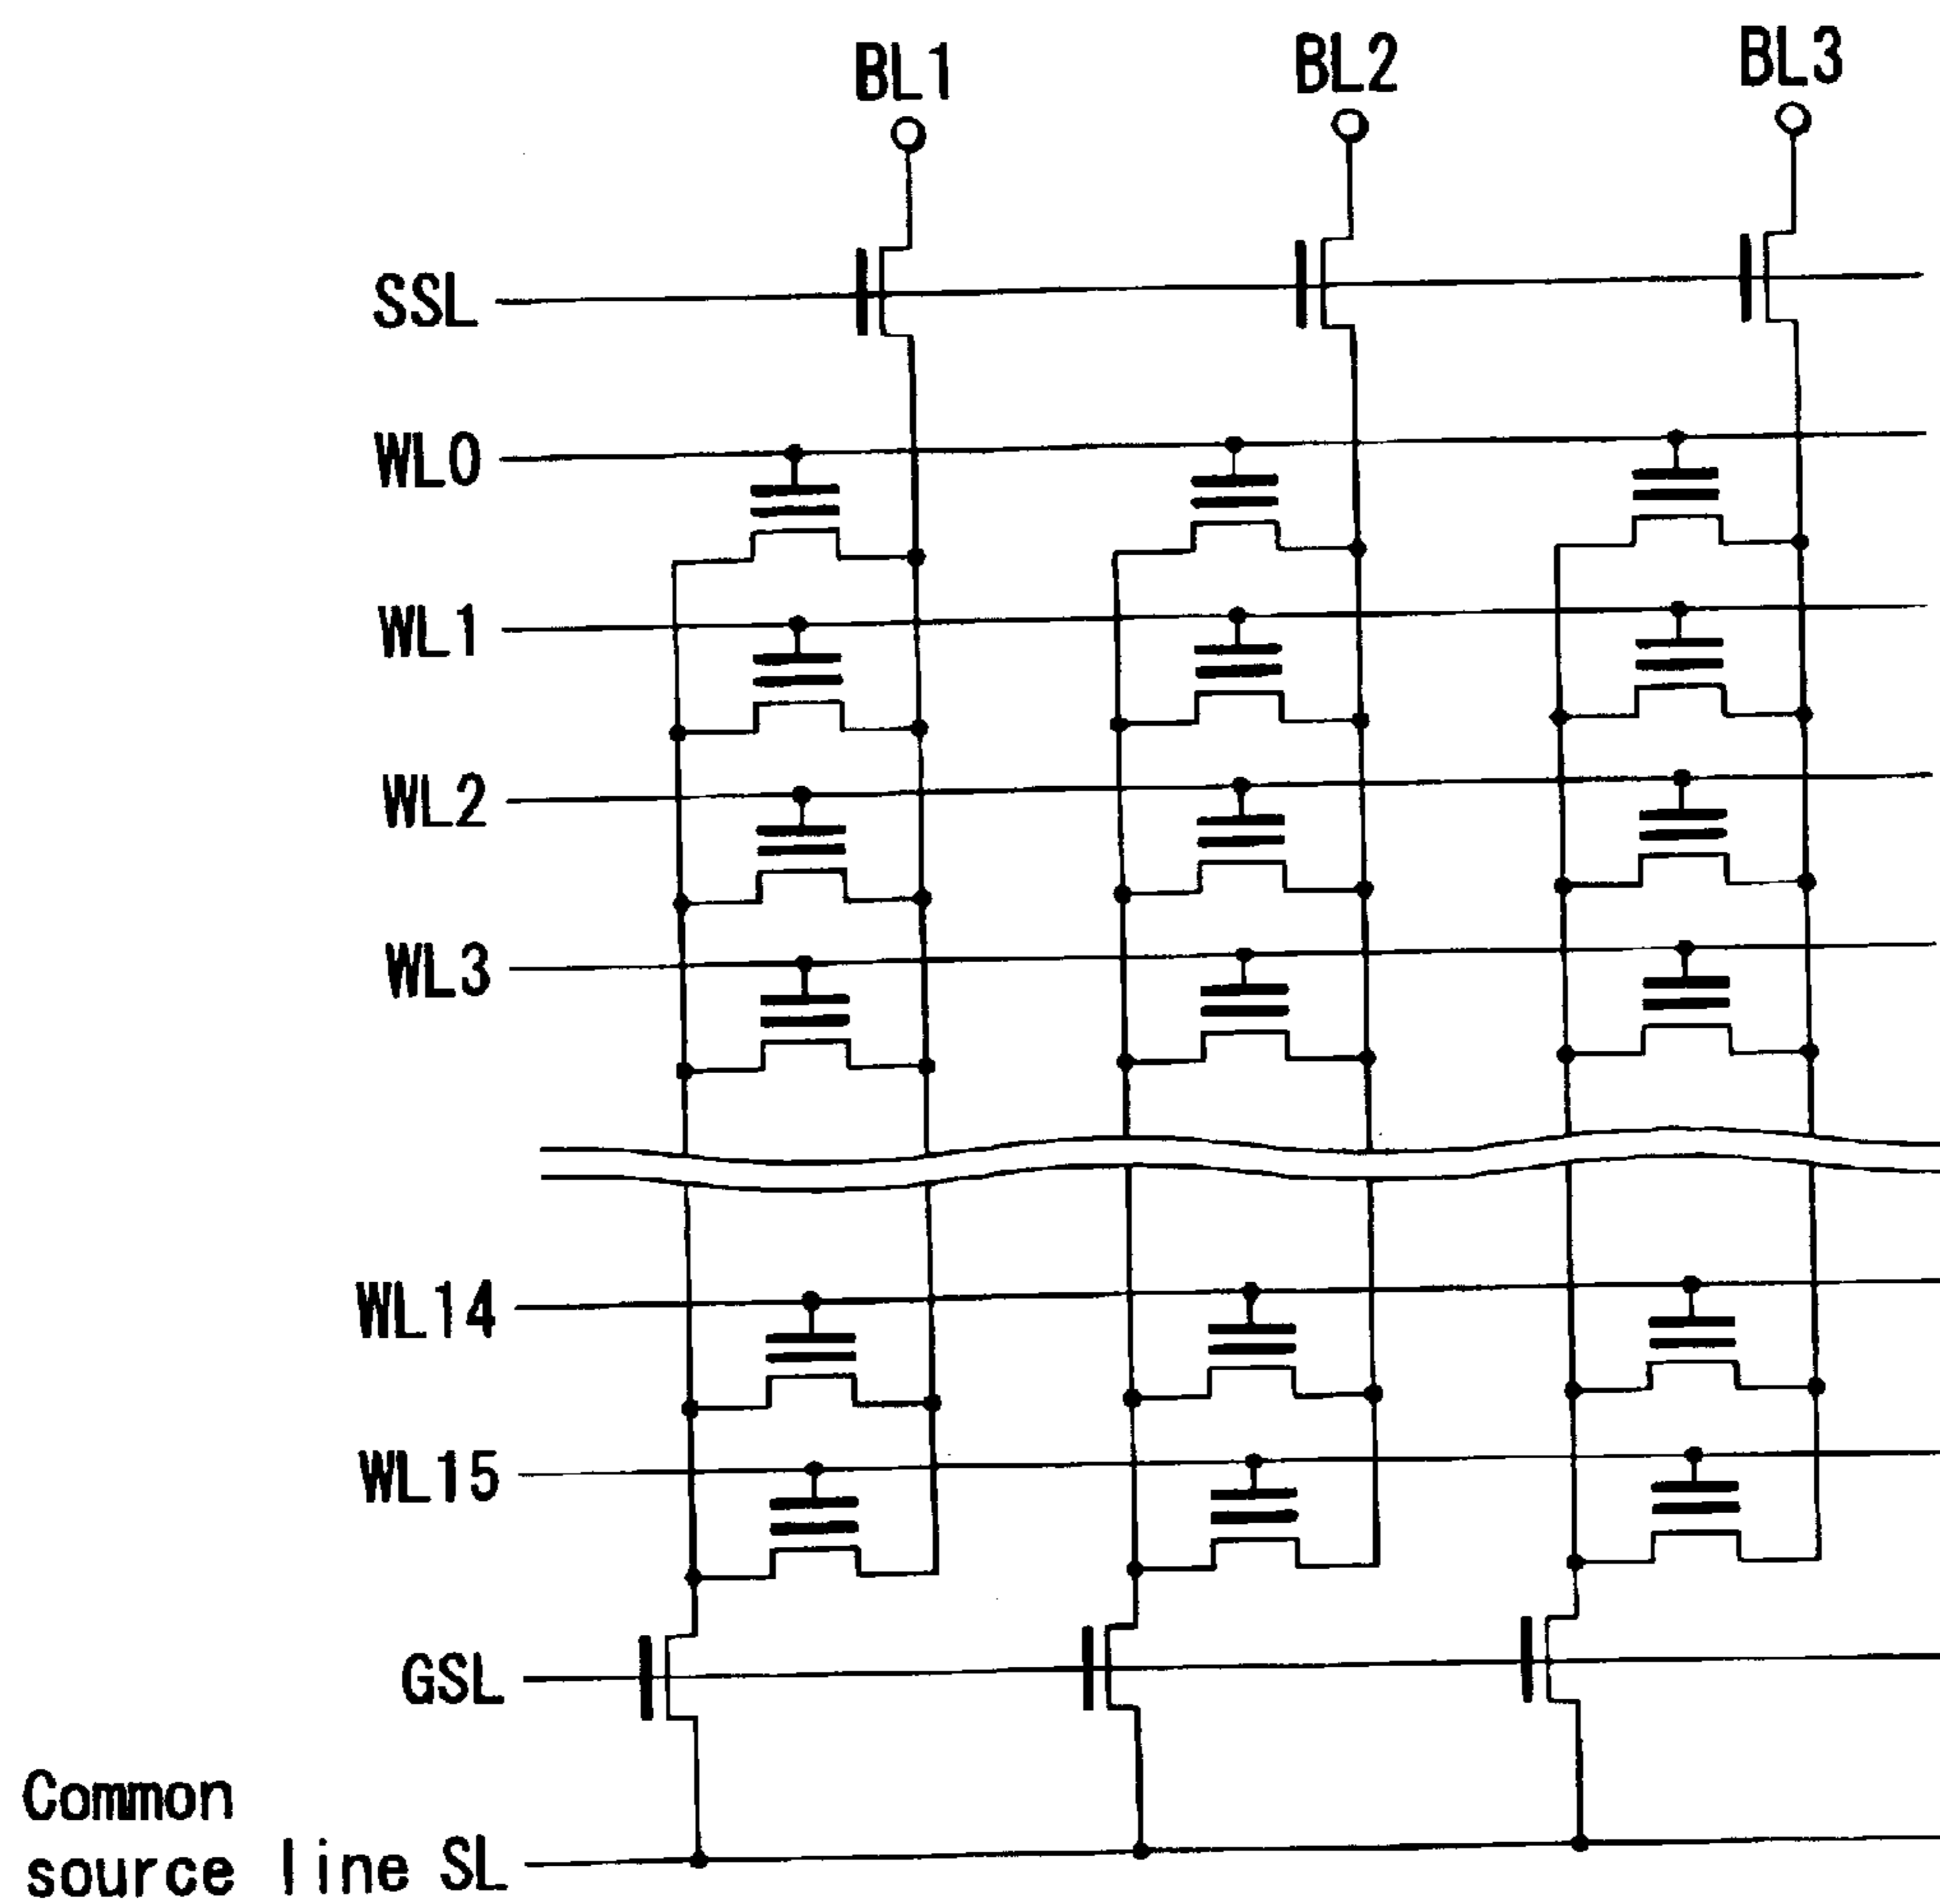 BL1 BL2 BL3
SSL
WL0
WL1
WL2
WL3
WL14
WL15
GSL
Common
source line SL